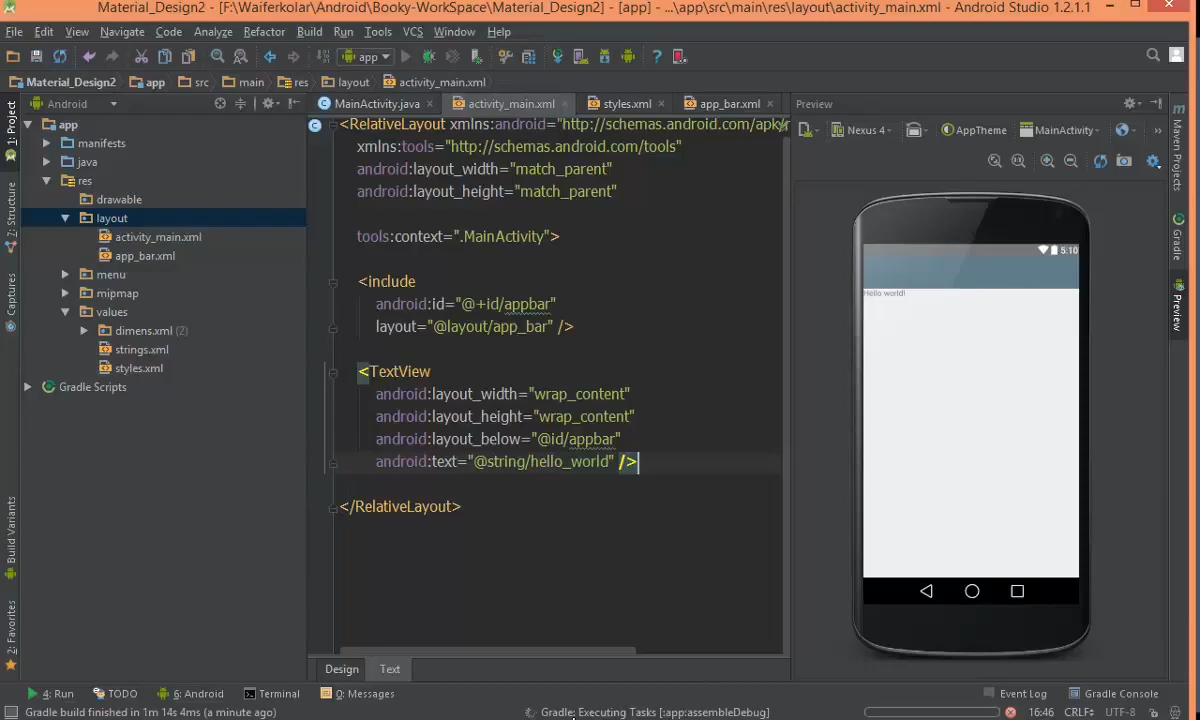 Material_Design2 - [F:\Waiferkolar\Android\Booky-WorkSpace\Material_Design2] - [app] - ...\app\src\main\res\layout\activity_main.xml - Android Studio 1.2.1.1
File Edit View Navigate Code Analyze Refactor Build Run Tools VCS Window Help
app
Material_Design2 app src main res layout activity_main.xml
Android
MainActivity.java activity_main.xml styles.xml app_bar.xml
Preview
1: Project
7: Structure
Captures
Build Variants
2: Favorites
app
manifests
java
res
drawable
layout
activity_main.xml
app_bar.xml
menu
mipmap
values
dimens.xml (2)
strings.xml
styles.xml
Gradle Scripts
<RelativeLayout xmlns:android="http://schemas.android.com/apk/r
xmlns:tools="http://schemas.android.com/tools"
android:layout_width="match_parent"
android:layout_height="match_parent"
tools:context=".MainActivity">
<include
android:id="@+id/appbar"
layout="@layout/app_bar" />
<TextView
android:layout_width="wrap_content"
android:layout_height="wrap_content"
android:layout_below="@id/appbar"
android:text="@string/hello_world" />
</RelativeLayout>
Design Text
Nexus 4 AppTheme MainActivity
5:10
Hello world!
Maven Projects
Gradle
Preview
4: Run TODO 6: Android Terminal 0: Messages Event Log Gradle Console
Gradle build finished in 1m 14s 4ms (a minute ago) Gradle: Executing Tasks [:app:assembleDebug] 16:46 CRLF UTF-8